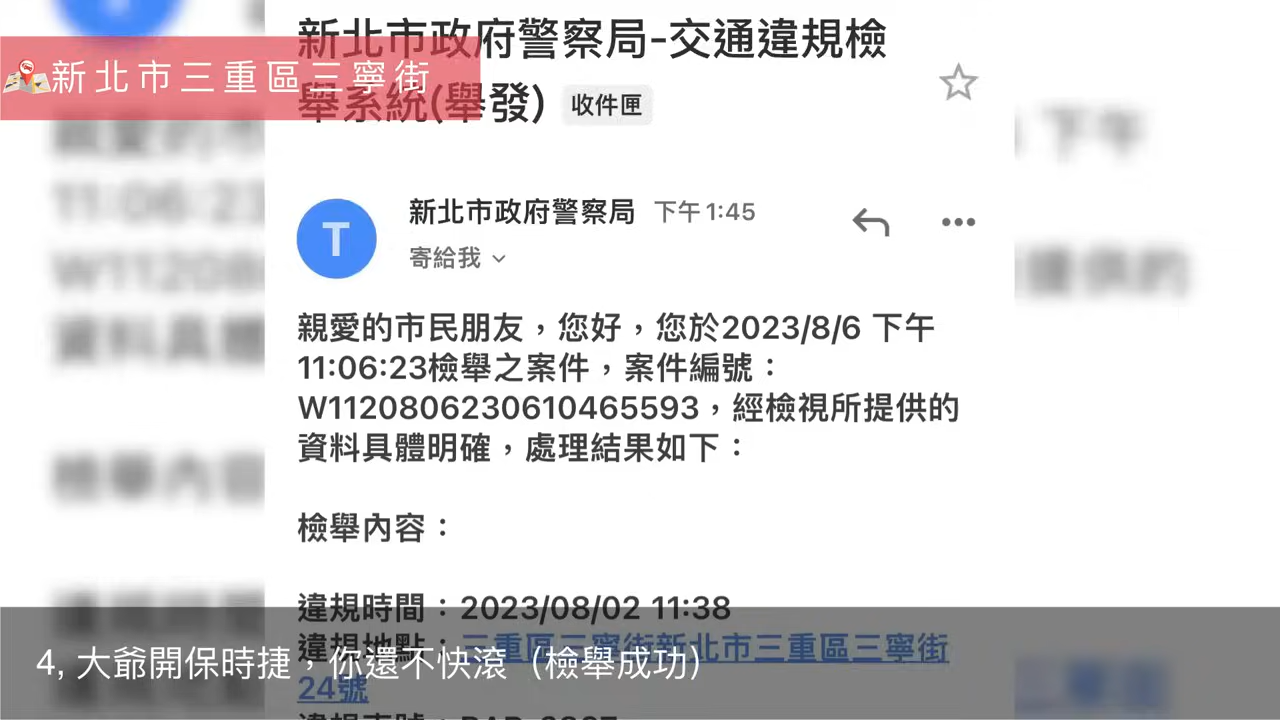 新北市政府警察局-交通違規檢
舉系統(舉發) 收件匣
新北市三重區三寧街
T
新北市政府警察局 下午1:45
寄給我
親愛的市民朋友，您好，您於2023/8/6 下午
11:06:23檢舉之案件，案件編號：
W1120806230610465593，經檢視所提供的
資料具體明確，處理結果如下：
檢舉內容：
違規時間：2023/08/02 11:38
違規地點：三重區三寧街新北市三重區三寧街
24號
4, 大爺開保時捷，你還不快滾（檢舉成功）